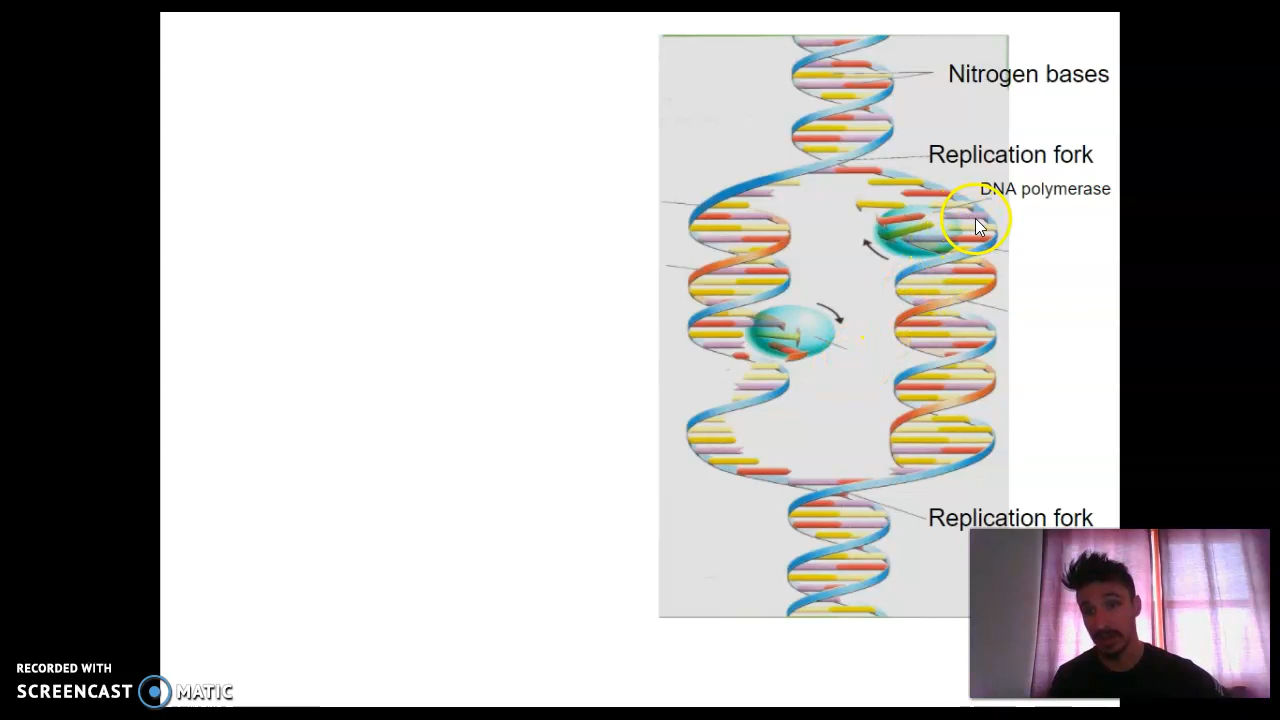 Nitrogen bases
Replication fork
DNA polymerase
Replication fork
RECORDED WITH
SCREENCAST MATIC